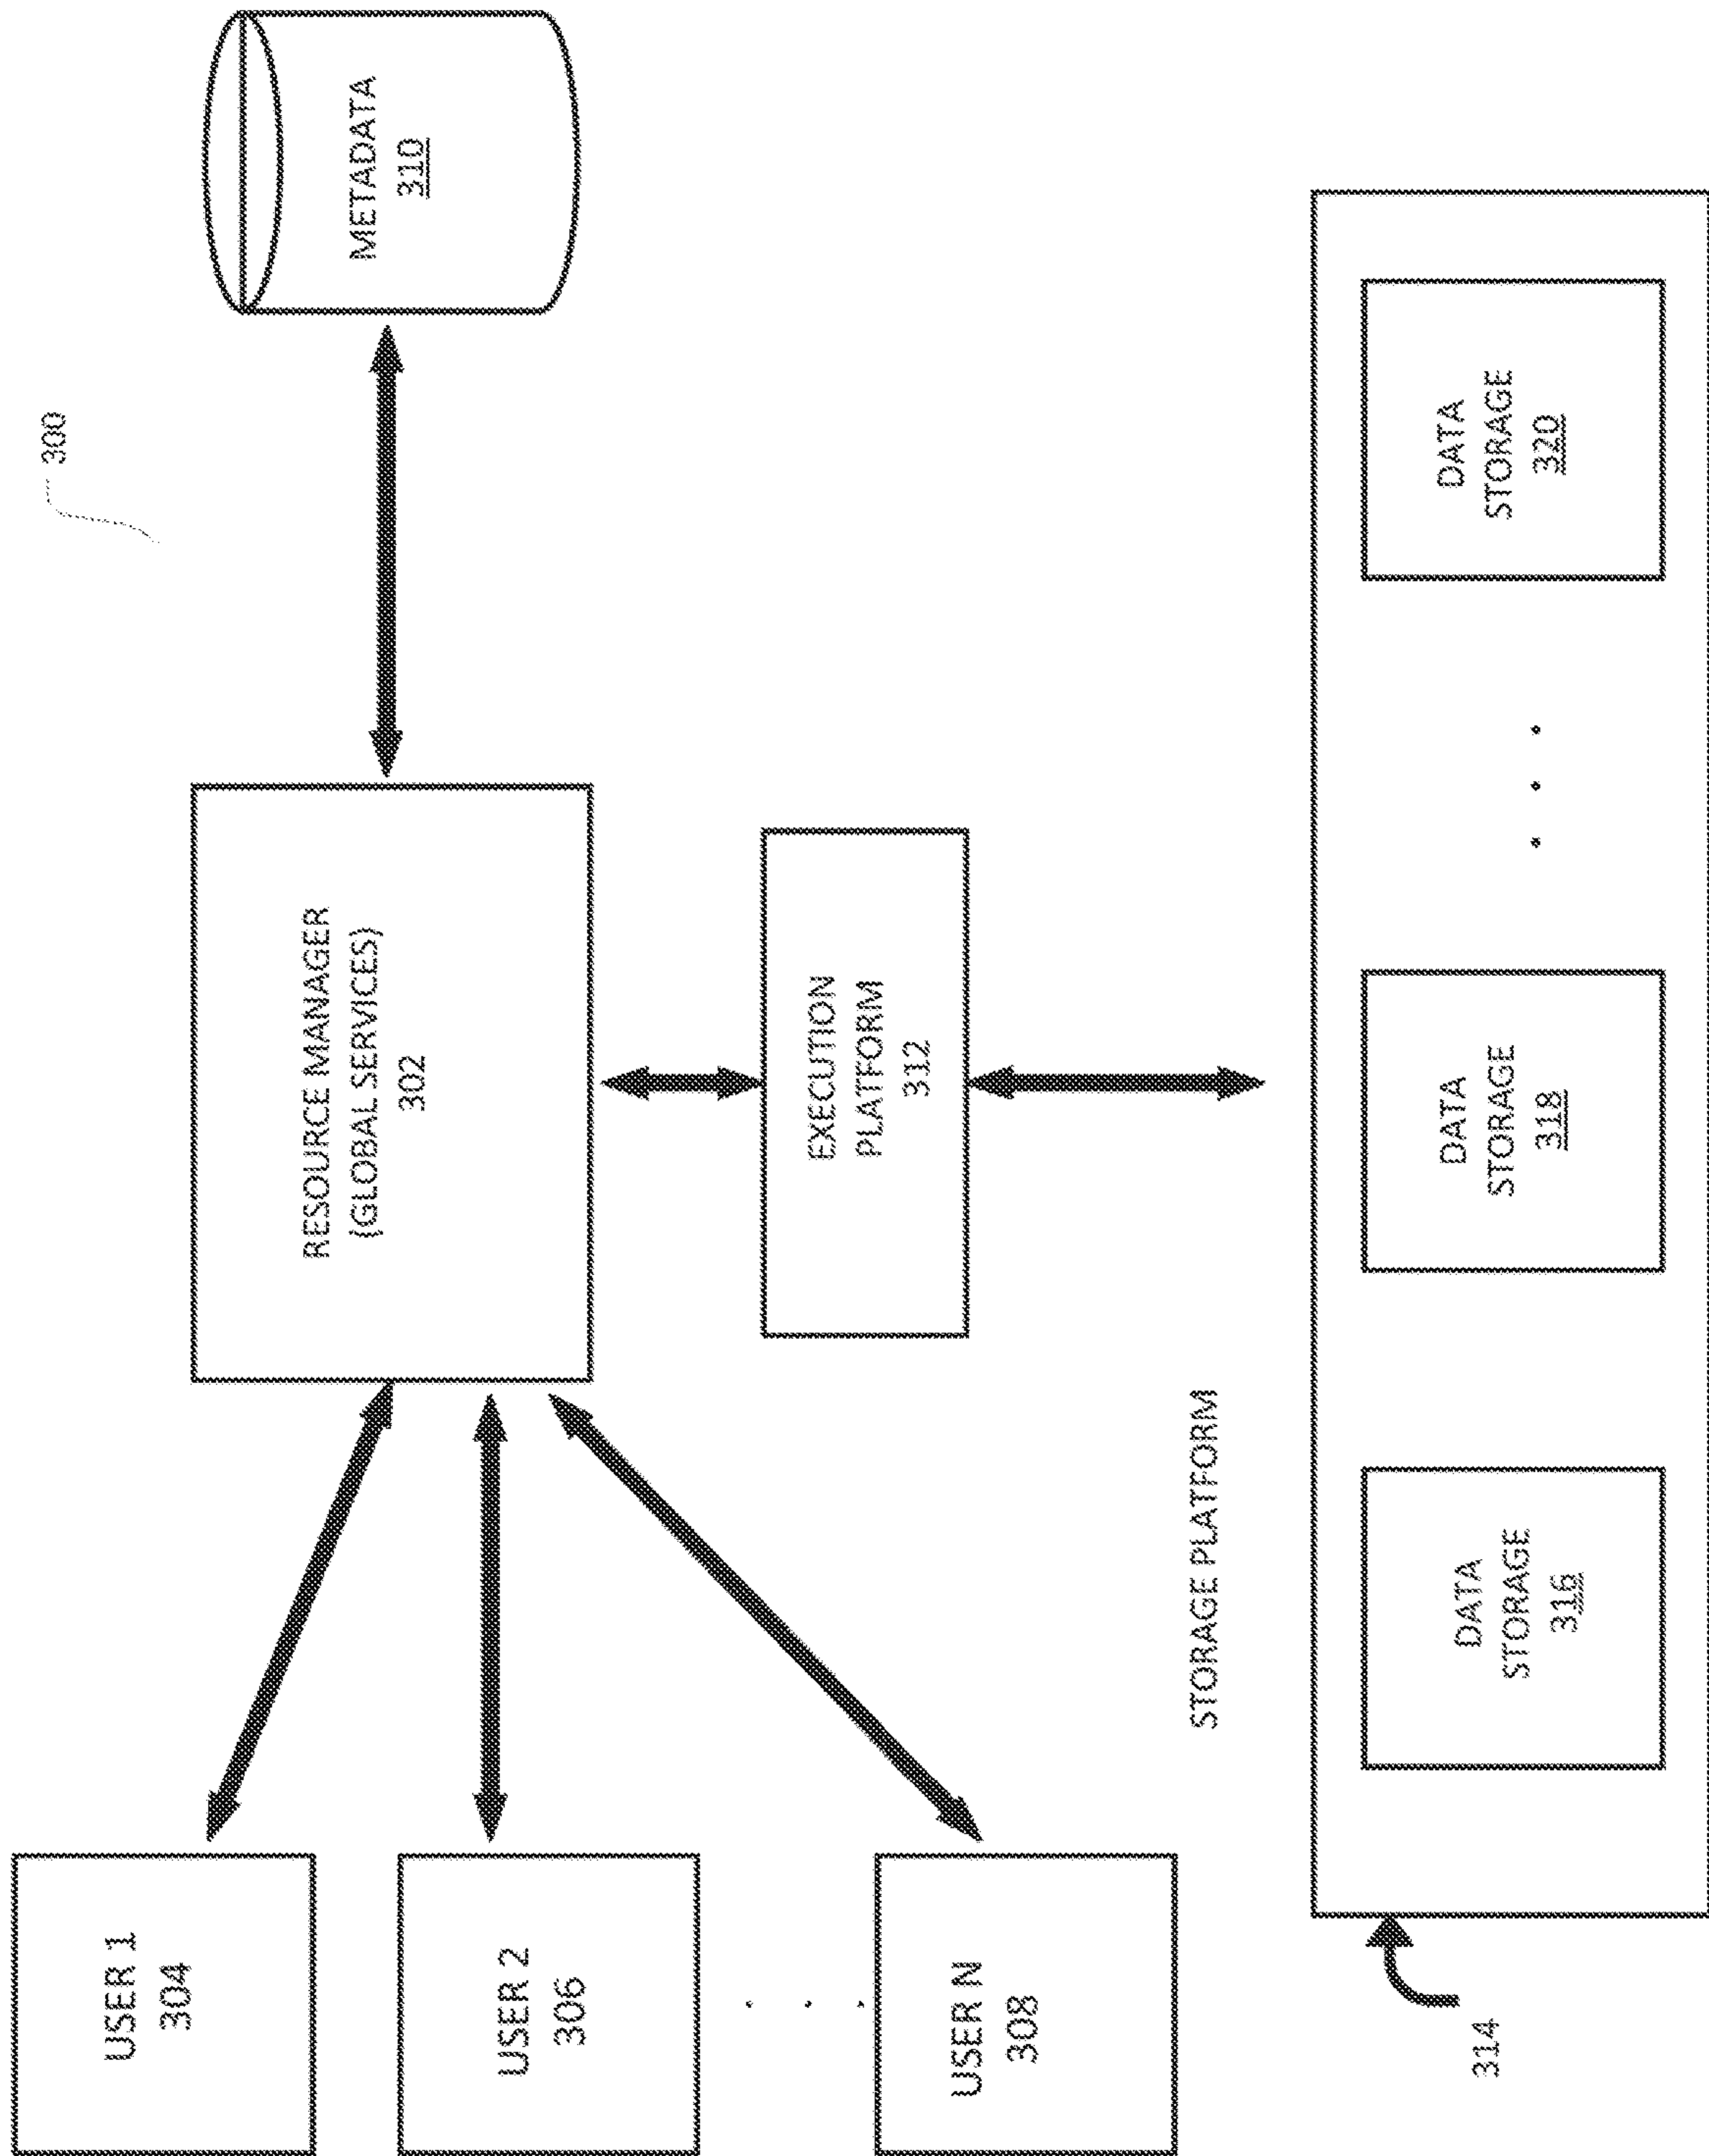 300
USER 1
304
USER 2
306
USER N
308
RESOURCE MANAGER
(GLOBAL SERVICES)
302
METADATA
310
EXECUTION
PLATFORM
312
STORAGE PLATFORM
314
DATA
STORAGE
316
DATA
STORAGE
318
DATA
STORAGE
320